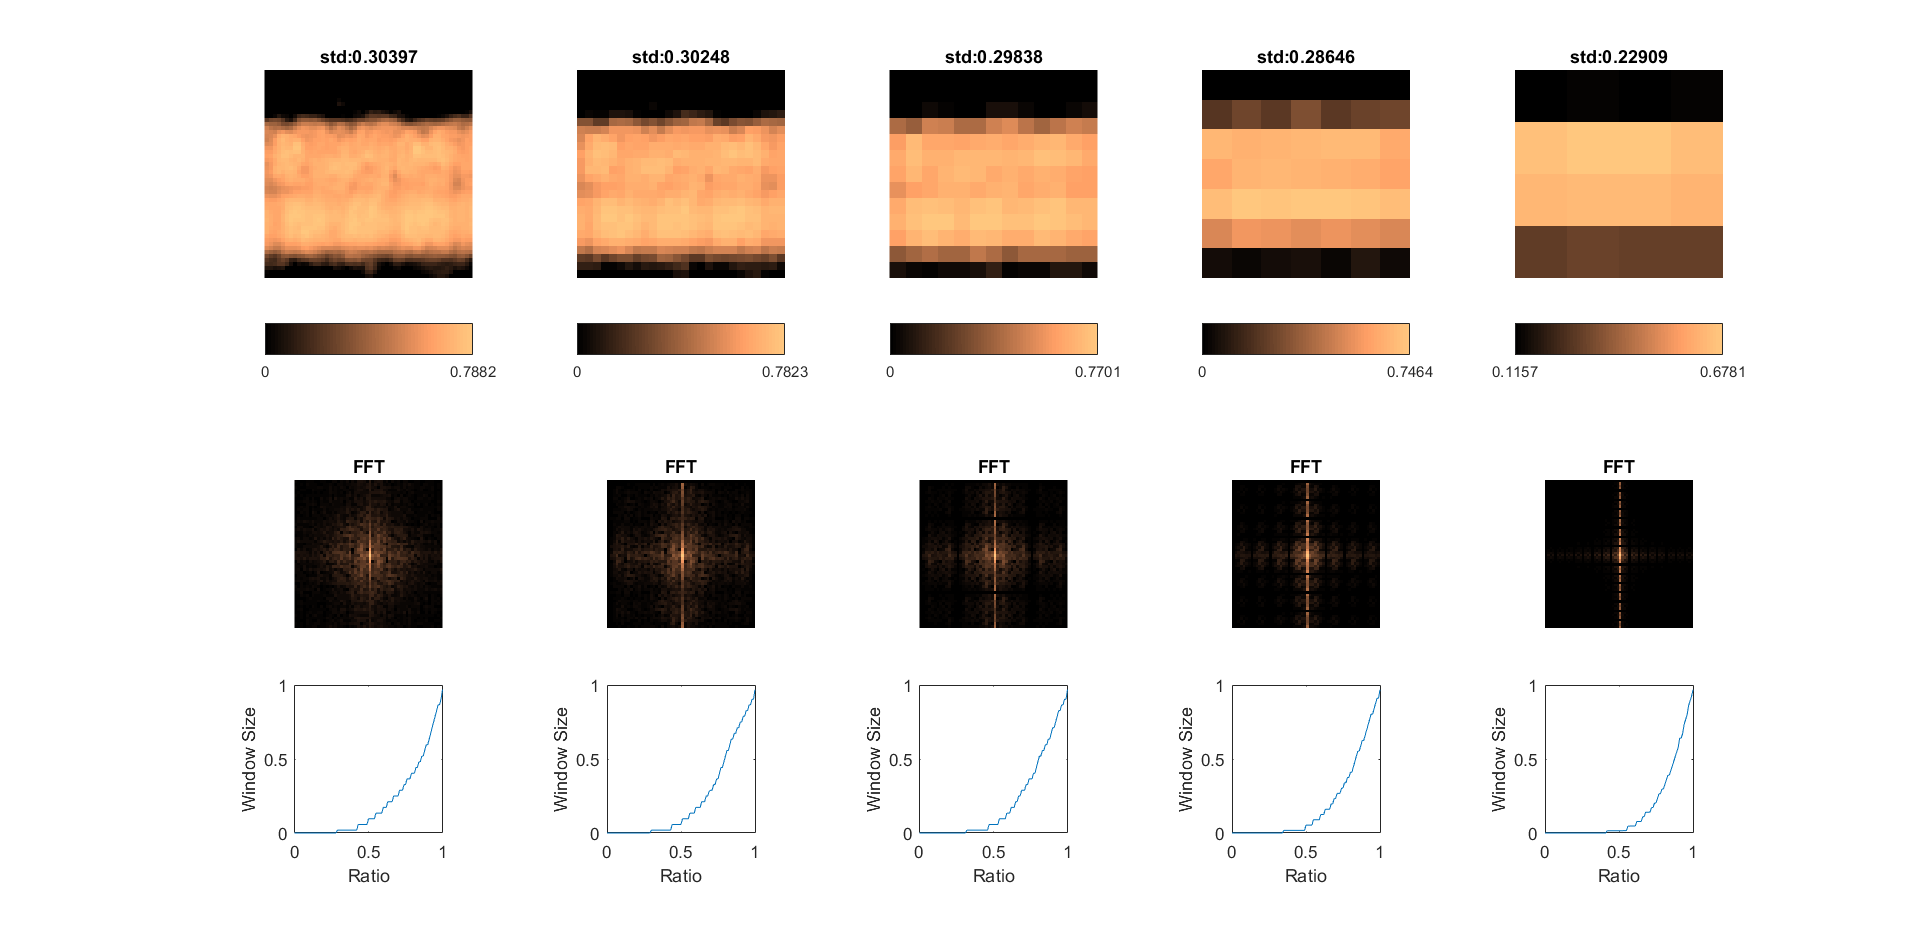 std:0.30397 std:0.30248 std:0.29838 std:0.28646 std:0.22909
0 0.7882 0 0.7823 0 0.7701 0 0.7464 0.1157 0.6781
FFT FFT FFT FFT FFT
1 1 1 1 1
Window Size Window Size Window Size Window Size Window Size
0.5 0.5 0.5 0.5 0.5
0 0 0 0 0
0 0.5 1 0 0.5 1 0 0.5 1 0 0.5 1 0 0.5 1
Ratio Ratio Ratio Ratio Ratio